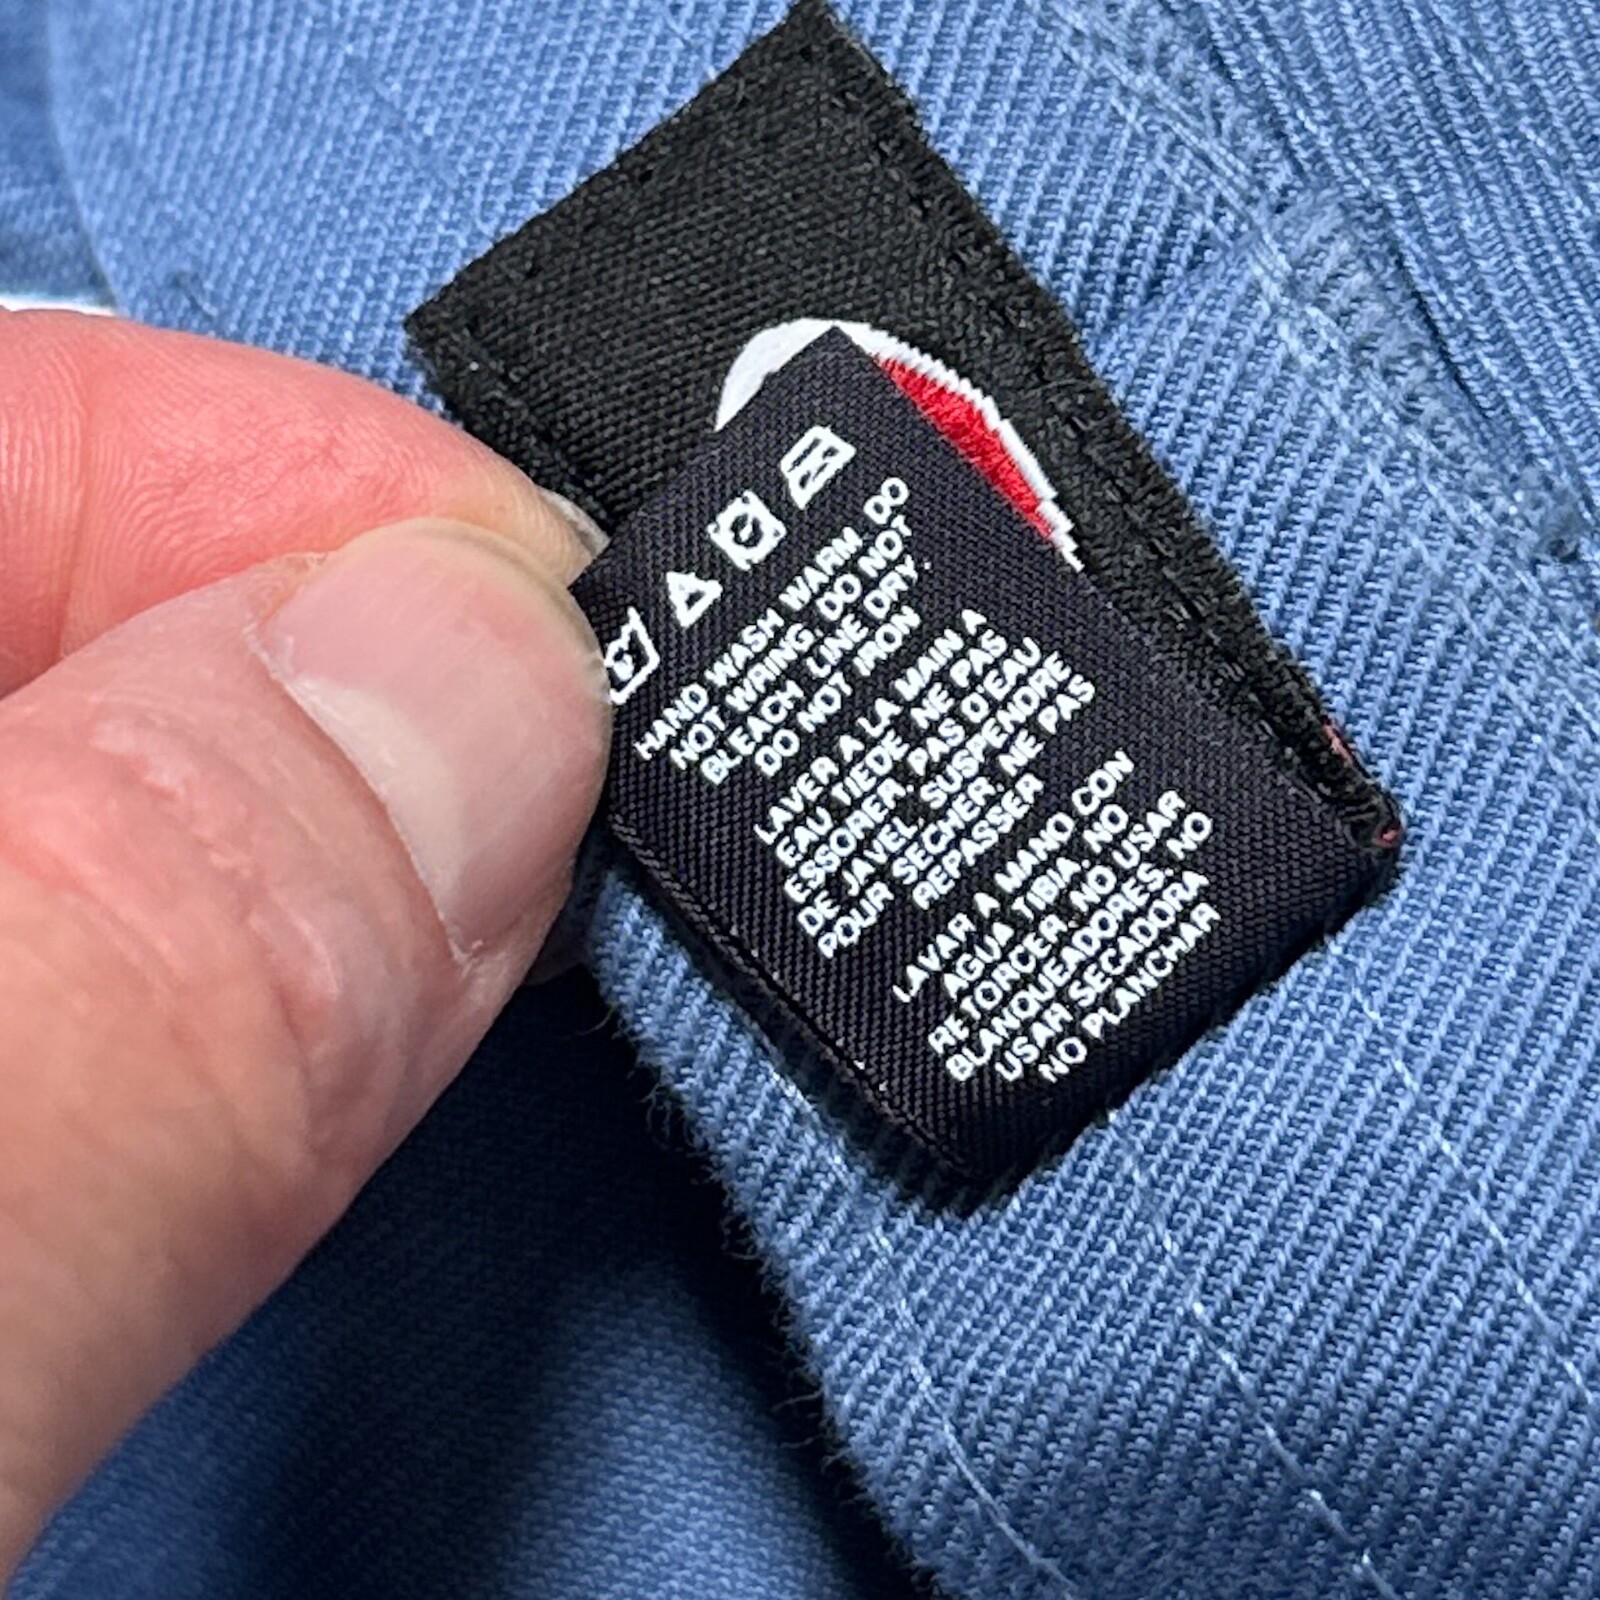 HAND WASH WARM. DO
NOT WRING. DO NOT
BLEACH. LINE DRY.
DO NOT IRON
LAVER A LA MAIN A
EAU TIEDE. NE PAS
ESSORER. PAS D'EAU
DE JAVEL. SUSPENDRE
POUR SECHER. NE PAS
REPASSER
LAVAR A MANO CON
AGUA TIBIA. NO
RETORCER. NO USAR
BLANQUEADORES. NO
USAR SECADORA
NO PLANCHAR